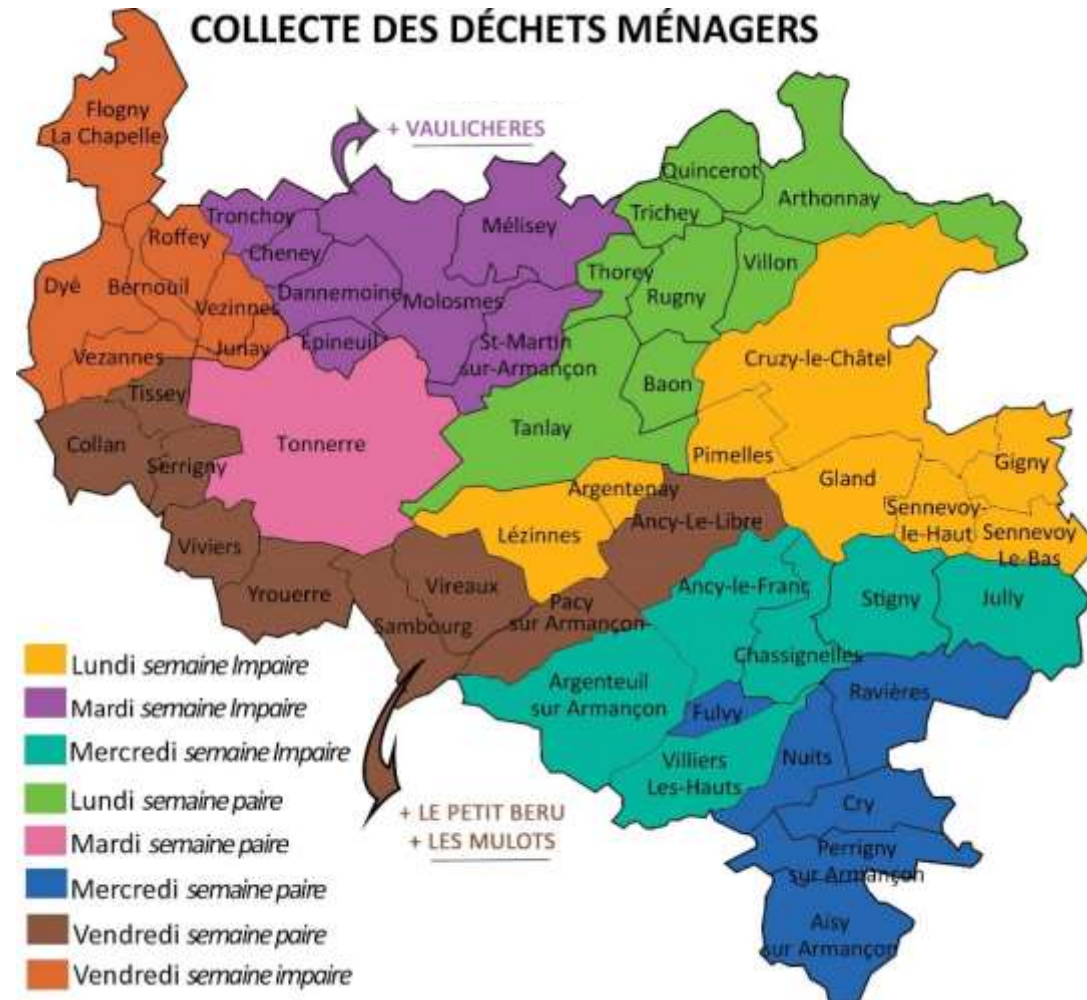 COLLECTE DES DÉCHETS MÉNAGERS
Flogny
La Chapelle
+ VAULICHERES
Quincerot
Arthonnay
Trichey
Tronchoy
Mélisey
Roffey
Cheney
Villon
Thorey
Dyé
Bernouil
Dannemoine
Molosmes
Rugny
Vezinnes
Epineuil
St-Martin
sur-Armançon
Junay
Vezannes
Cruzy-le-Châtel
Tissey
Baon
Tanlay
Collan
Tonnerre
Pimelles
Serrigny
Gigny
Gland
Argentenay
Sennevoy-
le-Haut
Ancy-Le-Libre
Lézinnes
Sennevoy
Le-Bas
Viviers
Vireaux
Ancy-le-Franc
Yrouerre
Stigny
Jully
Pacy
sur Armançon
Sambourg
Chassignelles
Argenteuil
sur Armançon
Ravières
Fulvy
Nuits
Villiers
Les-Hauts
Cry
Perrigny
sur Armançon
Aisy
sur Armançon
+ LE PETIT BERU
+ LES MULOTS
Lundi semaine Impaire
Mardi semaine Impaire
Mercredi semaine Impaire
Lundi semaine paire
Mardi semaine paire
Mercredi semaine paire
Vendredi semaine paire
Vendredi semaine impaire